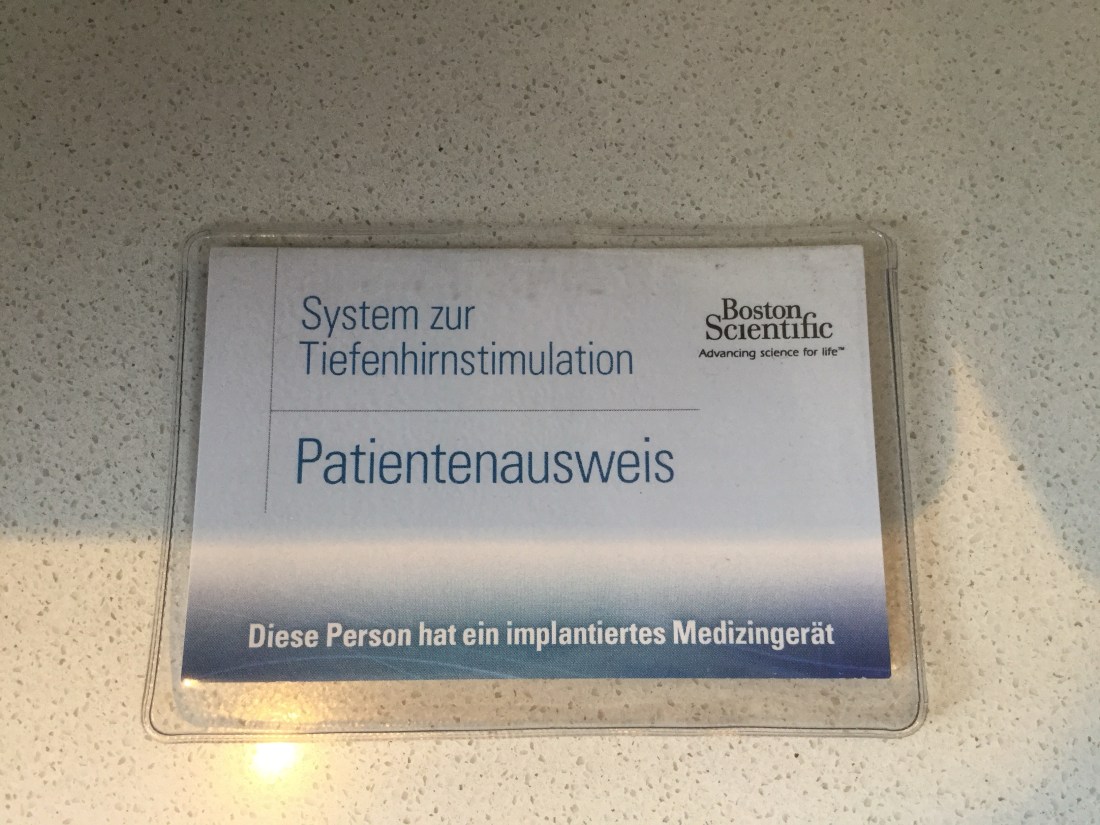 System zur
Tiefenhirnstimulation
Boston
Scientific
Advancing science for life™
Patientenausweis
Diese Person hat ein implantiertes Medizingerät